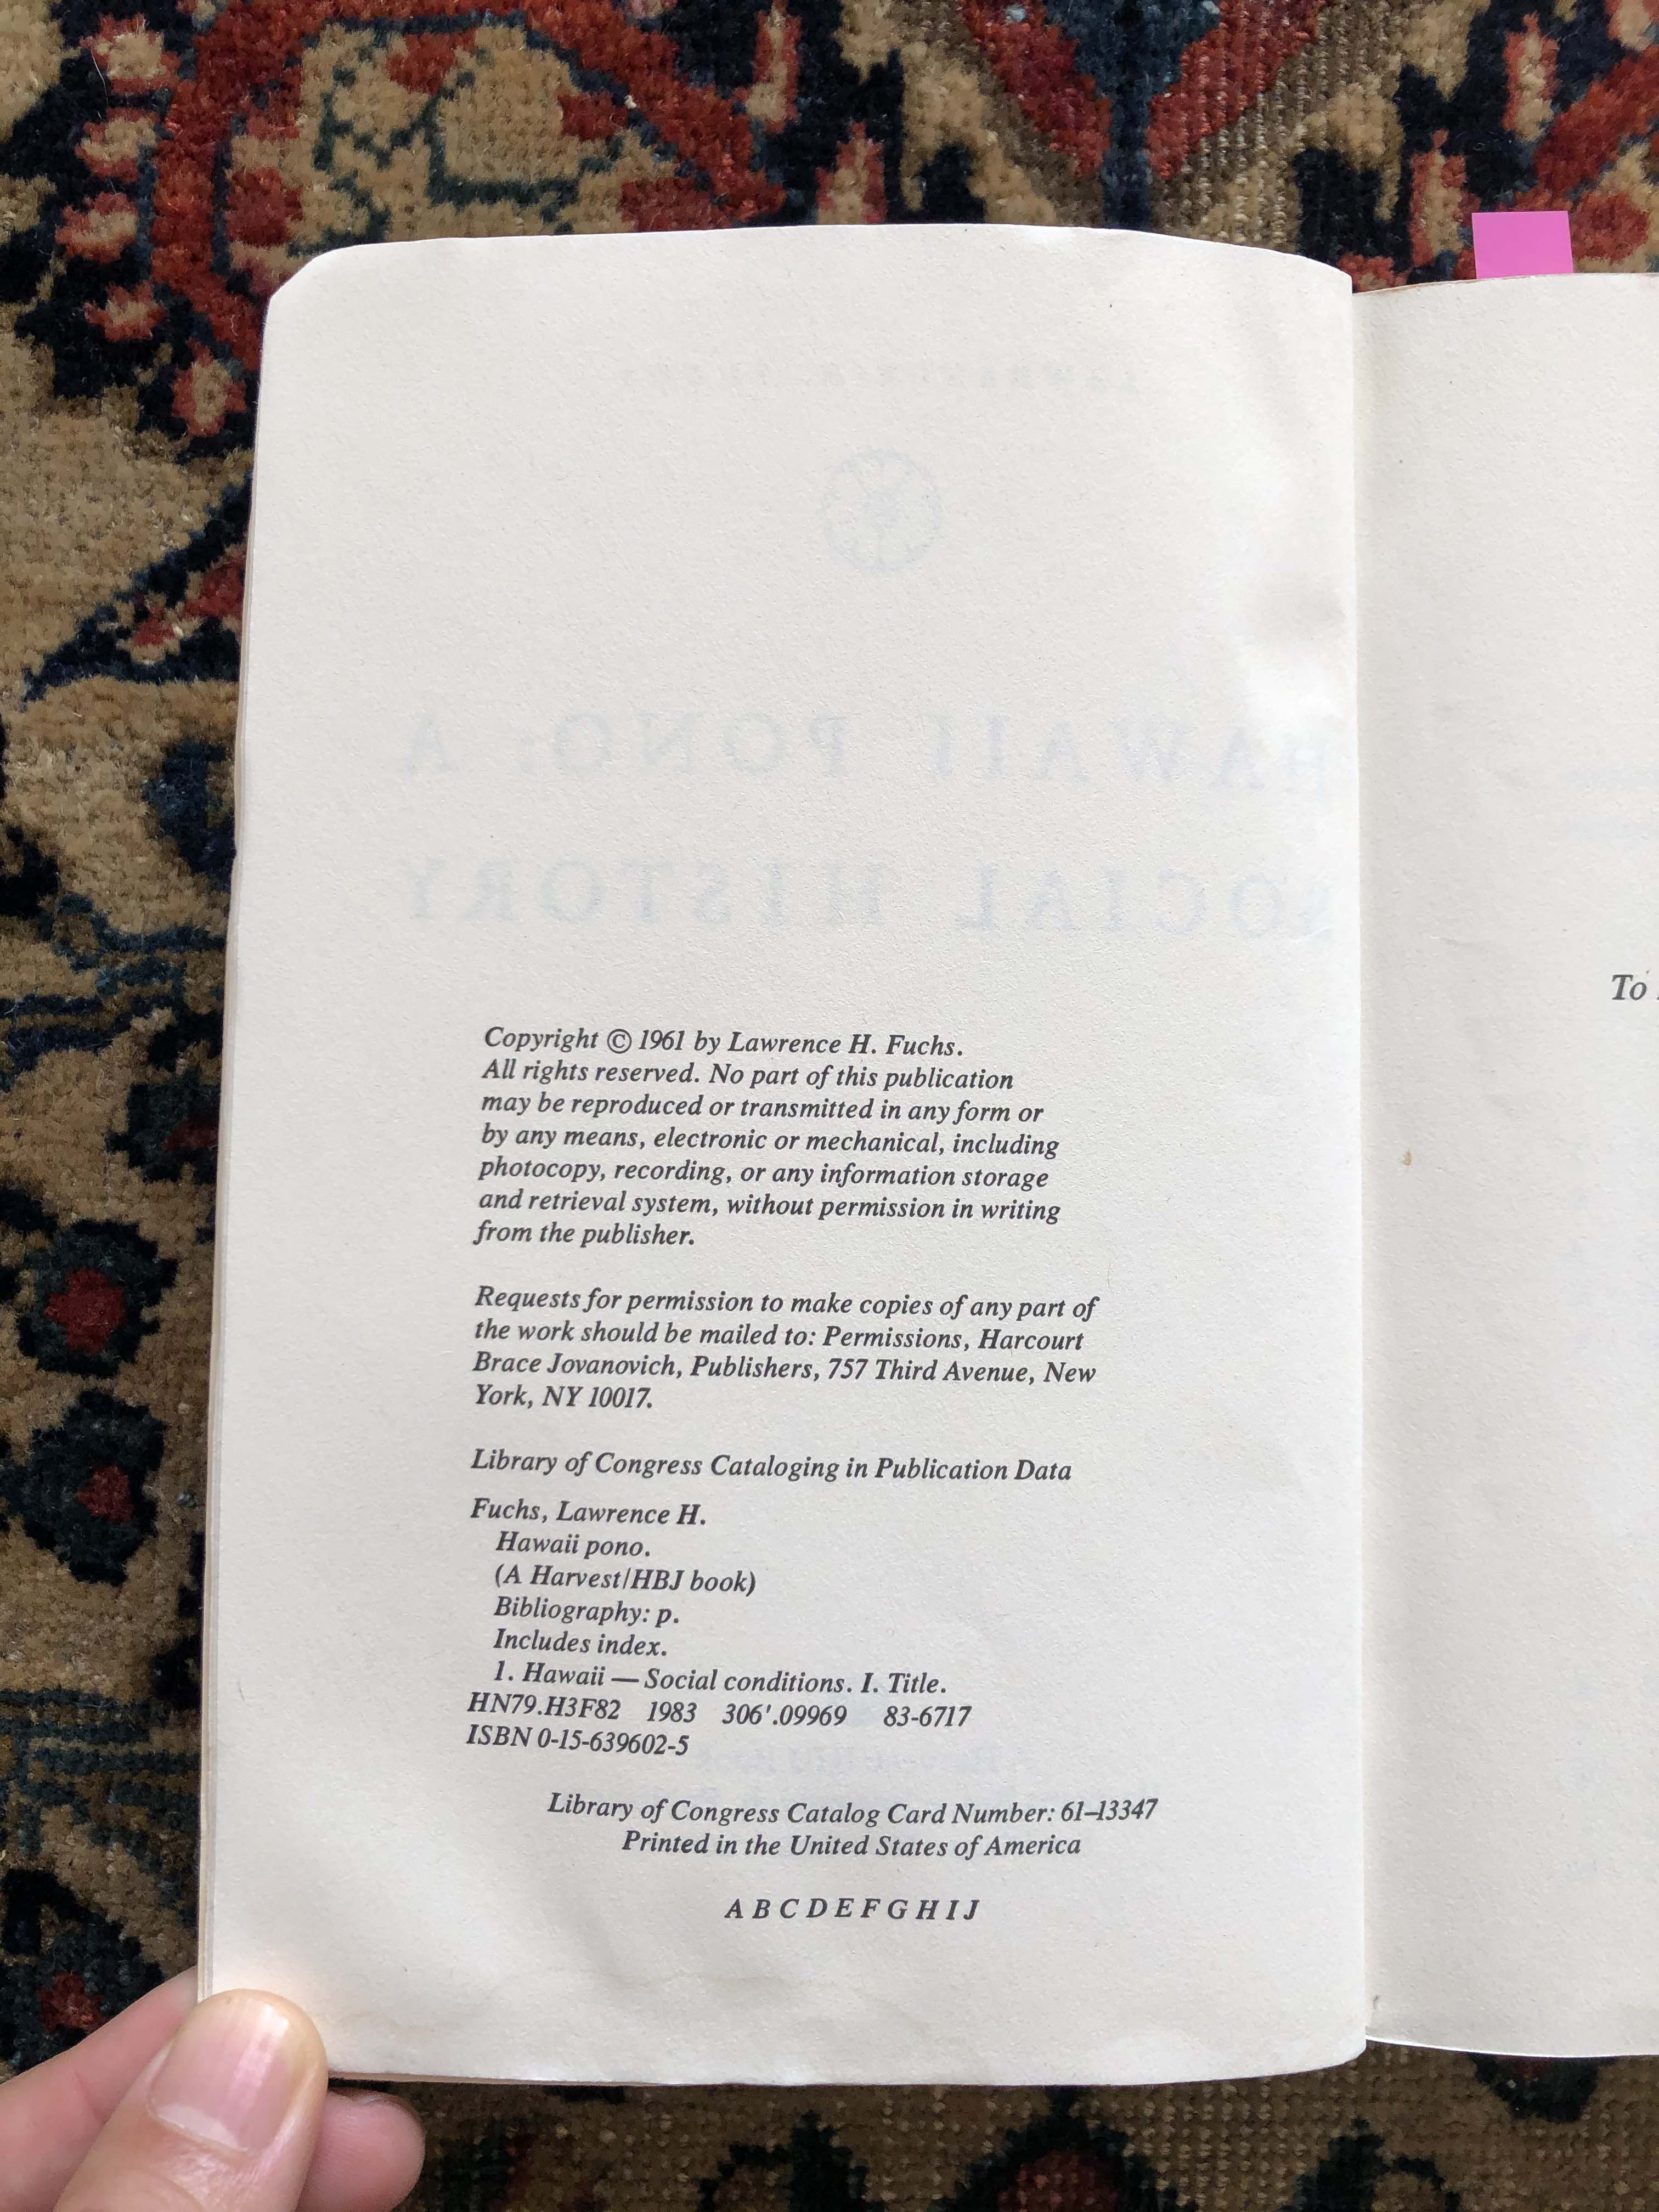 HAWAII PONO: A
SOCIAL HISTORY
Copyright © 1961 by Lawrence H. Fuchs.
All rights reserved. No part of this publication
may be reproduced or transmitted in any form or
by any means, electronic or mechanical, including
photocopy, recording, or any information storage
and retrieval system, without permission in writing
from the publisher.
Requests for permission to make copies of any part of
the work should be mailed to: Permissions, Harcourt
Brace Jovanovich, Publishers, 757 Third Avenue, New
York, NY 10017.
Library of Congress Cataloging in Publication Data
Fuchs, Lawrence H.
Hawaii pono.
(A Harvest/HBJ book)
Bibliography: p.
Includes index.
1. Hawaii — Social conditions. I. Title.
HN79.H3F82 1983 306'.09969 83-6717
ISBN 0-15-639602-5
Library of Congress Catalog Card Number: 61-13347
Printed in the United States of America
A B C D E F G H I J
To